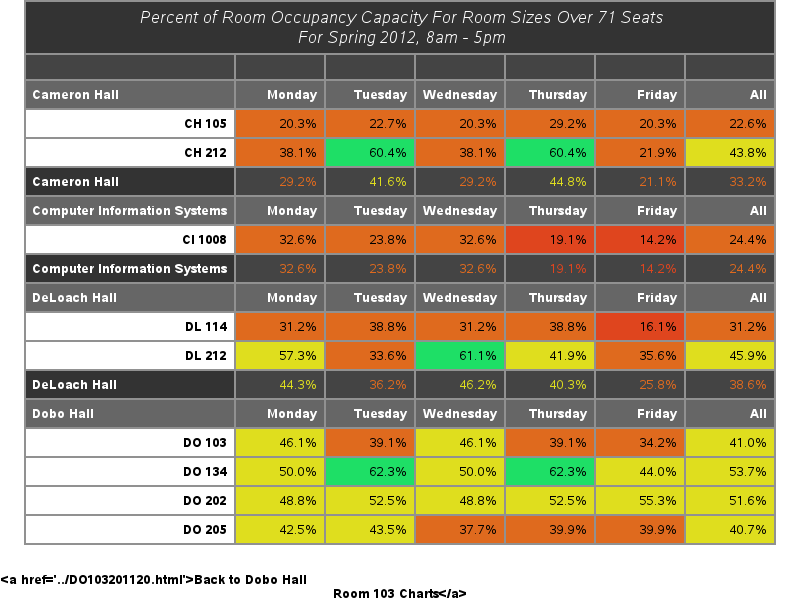 Percent of Room Occupancy Capacity For Room Sizes Over 71 Seats
For Spring 2012, 8am - 5pm
Cameron Hall Monday Tuesday Wednesday Thursday Friday All
CH 105 20.3% 22.7% 20.3% 29.2% 20.3% 22.6%
CH 212 38.1% 60.4% 38.1% 60.4% 21.9% 43.8%
Cameron Hall 29.2% 41.6% 29.2% 44.8% 21.1% 33.2%
Computer Information Systems Monday Tuesday Wednesday Thursday Friday All
CI 1008 32.6% 23.8% 32.6% 19.1% 14.2% 24.4%
Computer Information Systems 32.6% 23.8% 32.6% 19.1% 14.2% 24.4%
DeLoach Hall Monday Tuesday Wednesday Thursday Friday All
DL 114 31.2% 38.8% 31.2% 38.8% 16.1% 31.2%
DL 212 57.3% 33.6% 61.1% 41.9% 35.6% 45.9%
DeLoach Hall 44.3% 36.2% 46.2% 40.3% 25.8% 38.6%
Dobo Hall Monday Tuesday Wednesday Thursday Friday All
DO 103 46.1% 39.1% 46.1% 39.1% 34.2% 41.0%
DO 134 50.0% 62.3% 50.0% 62.3% 44.0% 53.7%
DO 202 48.8% 52.5% 48.8% 52.5% 55.3% 51.6%
DO 205 42.5% 43.5% 37.7% 39.9% 39.9% 40.7%
<a href='../DO103201120.html'>Back to Dobo Hall
Room 103 Charts</a>